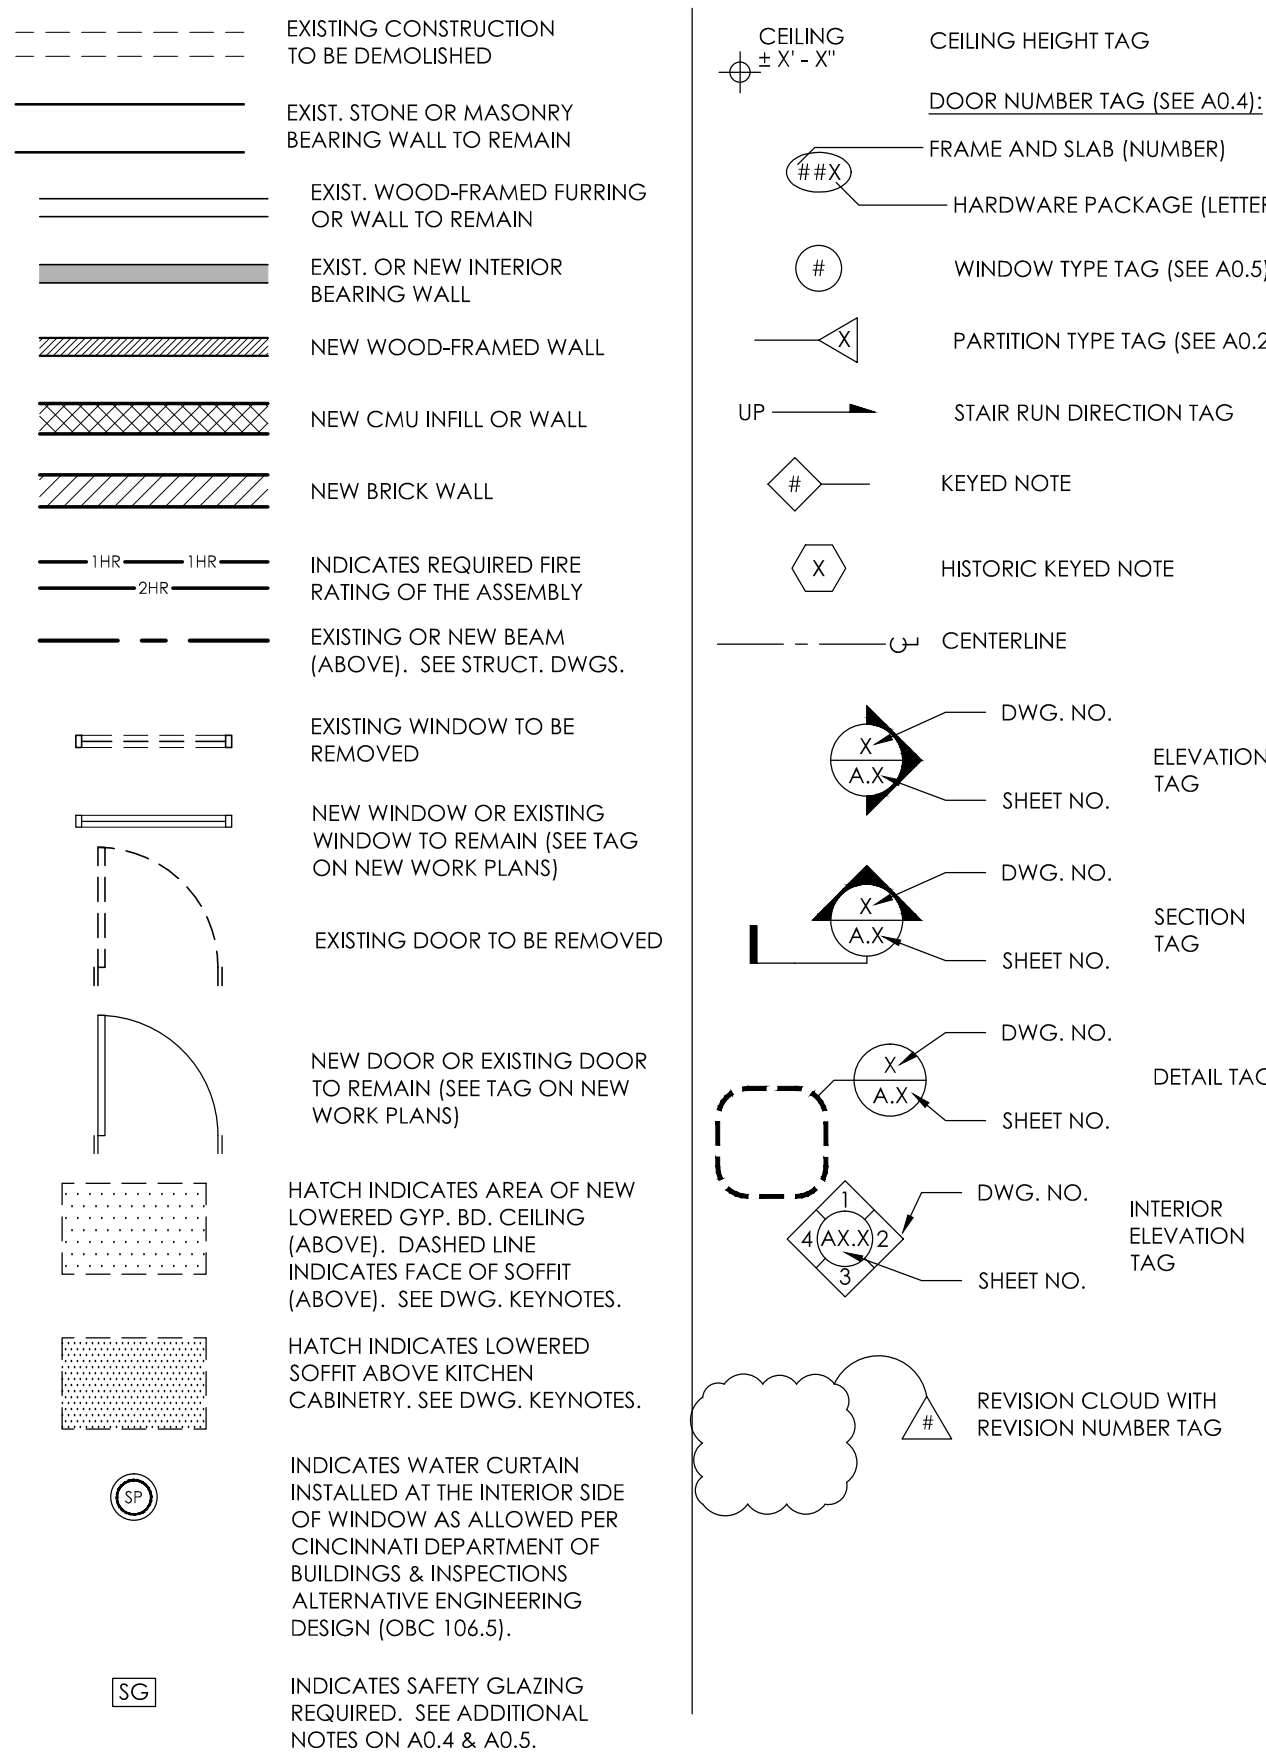 EXISTING CONSTRUCTION
TO BE DEMOLISHED
EXIST. STONE OR MASONRY
BEARING WALL TO REMAIN
EXIST. WOOD-FRAMED FURRING
OR WALL TO REMAIN
EXIST. OR NEW INTERIOR
BEARING WALL
NEW WOOD-FRAMED WALL
NEW CMU INFILL OR WALL
NEW BRICK WALL
1HR 1HR
2HR
INDICATES REQUIRED FIRE
RATING OF THE ASSEMBLY
EXISTING OR NEW BEAM
(ABOVE). SEE STRUCT. DWGS.
EXISTING WINDOW TO BE
REMOVED
NEW WINDOW OR EXISTING
WINDOW TO REMAIN (SEE TAG
ON NEW WORK PLANS)
EXISTING DOOR TO BE REMOVED
NEW DOOR OR EXISTING DOOR
TO REMAIN (SEE TAG ON NEW
WORK PLANS)
HATCH INDICATES AREA OF NEW
LOWERED GYP. BD. CEILING
(ABOVE). DASHED LINE
INDICATES FACE OF SOFFIT
(ABOVE). SEE DWG. KEYNOTES.
HATCH INDICATES LOWERED
SOFFIT ABOVE KITCHEN
CABINETRY. SEE DWG. KEYNOTES.
SP
INDICATES WATER CURTAIN
INSTALLED AT THE INTERIOR SIDE
OF WINDOW AS ALLOWED PER
CINCINNATI DEPARTMENT OF
BUILDINGS & INSPECTIONS
ALTERNATIVE ENGINEERING
DESIGN (OBC 106.5).
SG
INDICATES SAFETY GLAZING
REQUIRED. SEE ADDITIONAL
NOTES ON A0.4 & A0.5.
CEILING
± X' - X"
CEILING HEIGHT TAG
DOOR NUMBER TAG (SEE A0.4):
##X
FRAME AND SLAB (NUMBER)
HARDWARE PACKAGE (LETTER
#
WINDOW TYPE TAG (SEE A0.5)
X
PARTITION TYPE TAG (SEE A0.2
UP
STAIR RUN DIRECTION TAG
#
KEYED NOTE
X
HISTORIC KEYED NOTE
CENTERLINE
X
A.X
DWG. NO.
SHEET NO.
ELEVATION
TAG
X
A.X
DWG. NO.
SHEET NO.
SECTION
TAG
X
A.X
DWG. NO.
SHEET NO.
DETAIL TAG
1
4 AX.X 2
3
DWG. NO.
SHEET NO.
INTERIOR
ELEVATION
TAG
#
REVISION CLOUD WITH
REVISION NUMBER TAG